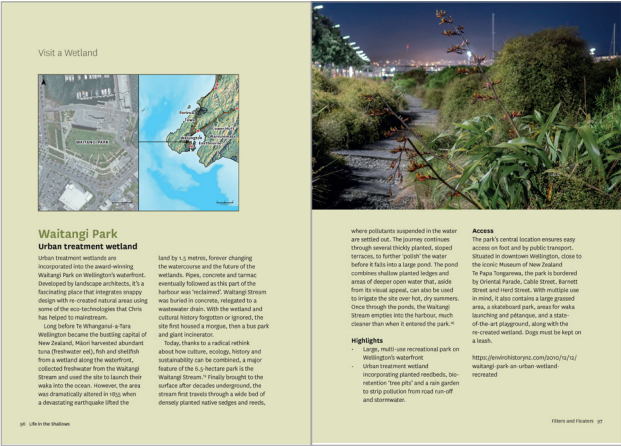 Visit a Wetland
WAITANGI PARK
Waitangi Park
Urban treatment wetland
Urban treatment wetlands are
incorporated into the award-winning
Waitangi Park on Wellington's waterfront.
Developed by landscape architects, it's a
fascinating place that integrates snappy
design with re-created natural areas using
some of the eco-technologies that Chris
has helped to mainstream.
Long before Te Whanganui-a-Tara
Wellington became the bustling capital of
New Zealand, Māori harvested abundant
tuna (freshwater eel), fish and shellfish
from a wetland along the waterfront,
collected freshwater from the Waitangi
Stream and used the site to launch their
waka into the ocean. However, the area
was dramatically altered in 1855 when
a devastating earthquake lifted the
land by 1.5 metres, forever changing
the watercourse and the future of the
wetlands. Pipes, concrete and tarmac
eventually followed as this part of the
harbour was 'reclaimed'. Waitangi Stream
was buried in concrete, relegated to a
wastewater drain. With the wetland and
cultural history forgotten or ignored, the
site first housed a morgue, then a bus park
and giant incinerator.
Today, thanks to a radical rethink
about how culture, ecology, history and
sustainability can be combined, a major
feature of the 6.5-hectare park is the
Waitangi Stream. Finally brought to the
surface after decades underground, the
stream first travels through a wide bed of
densely planted native sedges and reeds,
96 Life in the Shallows
where pollutants suspended in the water
are settled out. The journey continues
through several thickly planted, sloped
terraces, to further 'polish' the water
before it falls into a large pond. The pond
combines shallow planted ledges and
areas of deeper open water that, aside
from its visual appeal, can also be used
to irrigate the site over hot, dry summers.
Once through the ponds, the Waitangi
Stream empties into the harbour, much
cleaner than when it entered the park.
Highlights
- Large, multi-use recreational park on
Wellington's waterfront
- Urban treatment wetland
incorporating planted reedbeds, bio-
retention 'tree pits' and a rain garden
to strip pollution from road run-off
and stormwater.
Access
The park's central location ensures easy
access on foot and by public transport.
Situated in downtown Wellington, close to
the iconic Museum of New Zealand
Te Papa Tongarewa, the park is bordered
by Oriental Parade, Cable Street, Barnett
Street and Herd Street. With multiple use
in mind, it also contains a large grassed
area, a skateboard park, areas for waka
launching and pétanque, and a state-
of-the-art playground, along with the
re-created wetland. Dogs must be kept on
a leash.
https://envirohistorynz.com/2010/12/12/
waitangi-park-an-urban-wetland-
recreated
Filters and Floaters 97